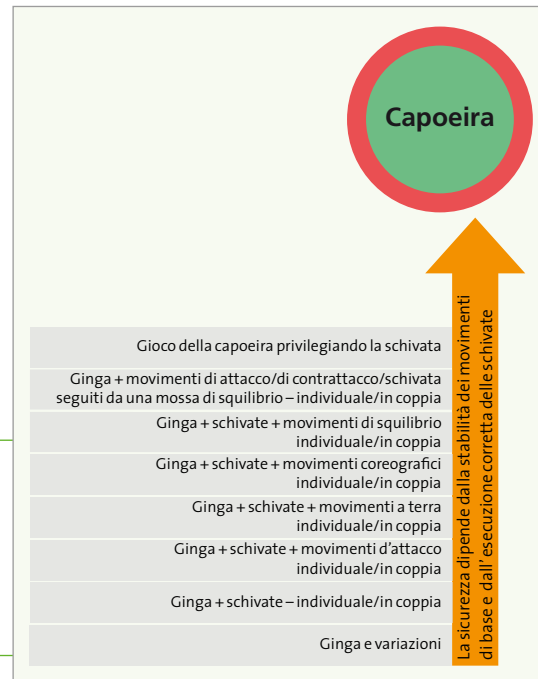 Capoeira
Gioco della capoeira privilegiando la schivata
Ginga + movimenti di attacco/di contrattacco/schivata
seguiti da una mossa di squilibrio – individuale/in coppia
Ginga + schivate + movimenti di squilibrio
individuale/in coppia
Ginga + schivate + movimenti coreografici
individuale/in coppia
Ginga + schivate + movimenti a terra
individuale/in coppia
Ginga + schivate + movimenti d’attacco
individuale/in coppia
Ginga + schivate – individuale/in coppia
Ginga e variazioni
La sicurezza dipende dalla stabilità dei movimenti
di base e dall’esecuzione corretta delle schivate